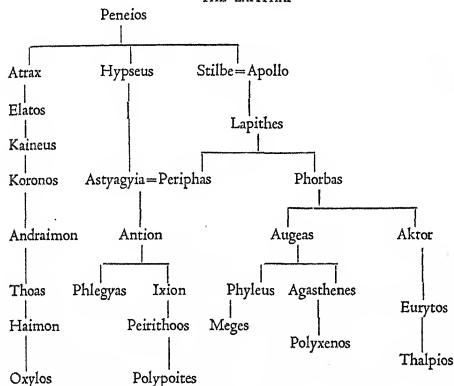 Peneios
Atrax Hypseus Stilbe=Apollo
Elatos
Lapithes
Kaineus
Koronos Astyagyia=Periphas Phorbas
Andraimon Antion Augeas Aktor
Thoas Phlegyas Ixion Phyleus Agasthenes
Eurytos
Haimon Peirithoos Meges
Polyxenos
Thalpios
Oxylos Polypoites